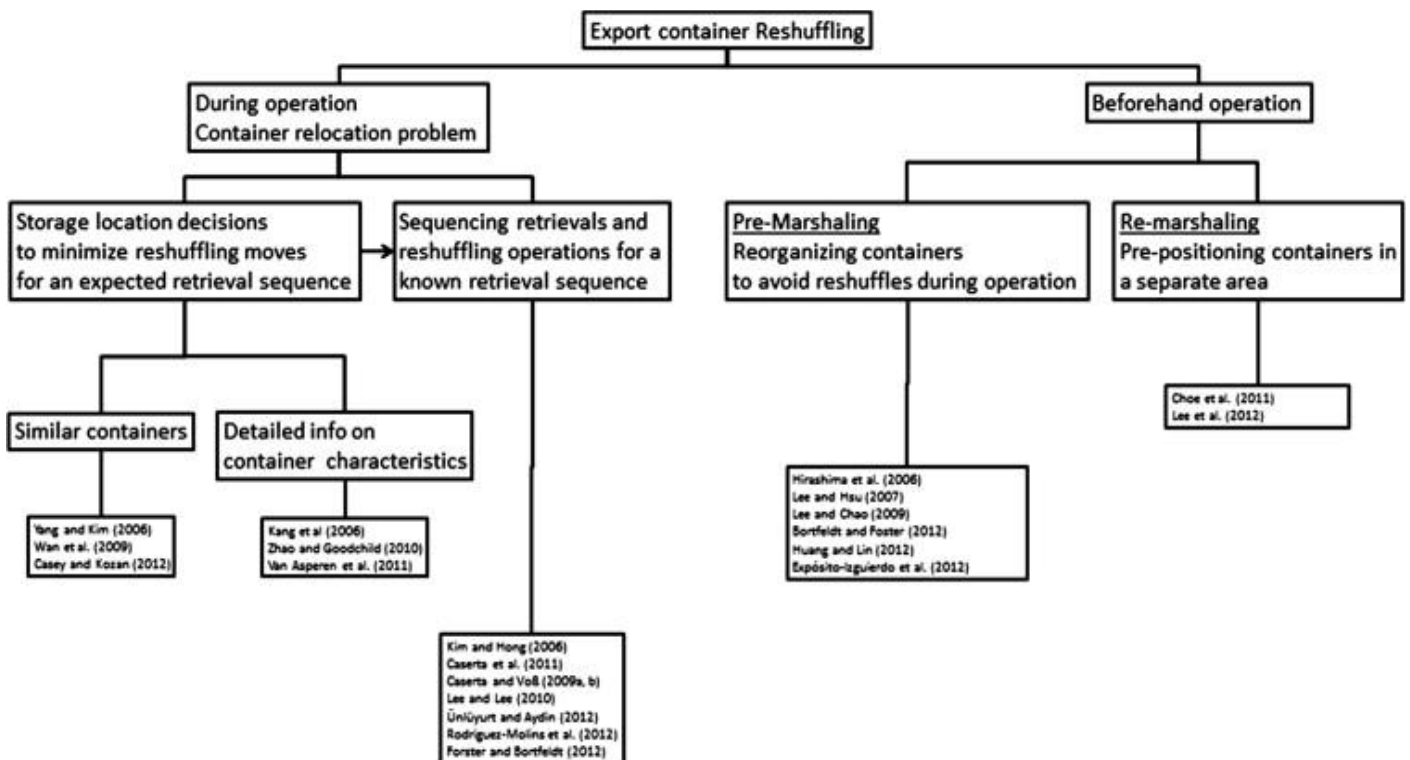 Export container Reshuffling
During operation
Container relocation problem
Beforehand operation
Storage location decisions
to minimize reshuffling moves
for an expected retrieval sequence
Sequencing retrievals and
reshuffling operations for a
known retrieval sequence
Pre-Marshaling
Reorganizing containers
to avoid reshuffles during operation
Re-marshaling
Pre-positioning containers in
a separate area
Similar containers
Detailed info on
container characteristics
Choe et al. (2011)
Lee et al. (2012)
Yang and Kim (2006)
Wan et al. (2009)
Casey and Kozan (2012)
Kang et al (2006)
Zhao and Goodchild (2010)
Van Asperen et al. (2011)
Hirashima et al. (2006)
Lee and Hsu (2007)
Lee and Chao (2009)
Bortfeldt and Foster (2012)
Huang and Lin (2012)
Expósito-Izguierdo et al. (2012)
Kim and Hong (2006)
Caserta et al. (2011)
Caserta and Voß (2009a, b)
Lee and Lee (2010)
Ünlüyurt and Aydin (2012)
Rodriguez-Molins et al. (2012)
Forster and Bortfeldt (2012)